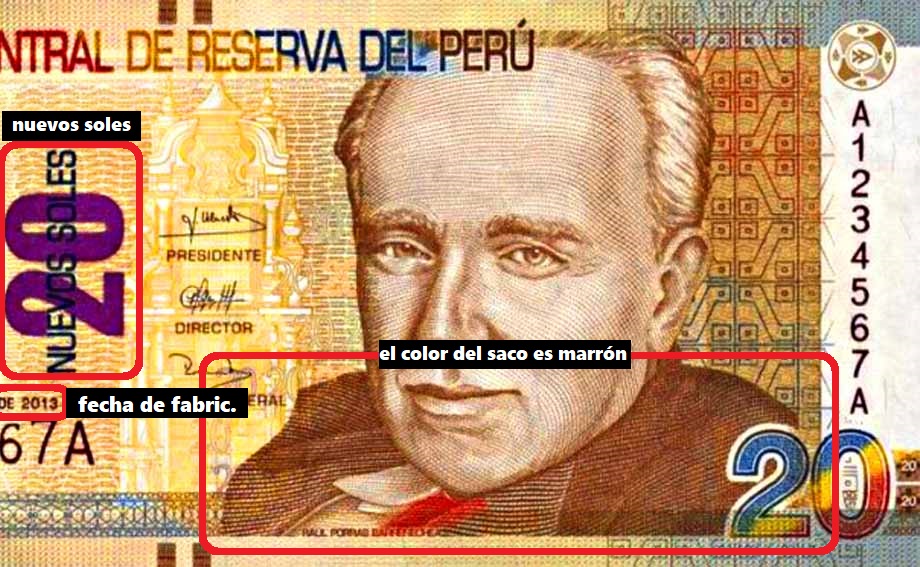 NTRAL DE RESERVA DEL PERÚ
nuevos soles
20
NUEVOS SOLES
PRESIDENTE
DIRECTOR
ERAL
el color del saco es marrón
DE 2013
fecha de fabric.
67A
A1234567A
RAUL PORRAS BARRENECHEA
20
20
20